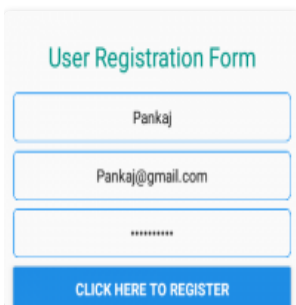 User Registration Form
Pankaj
Pankaj@gmail.com
••••••••••
CLICK HERE TO REGISTER